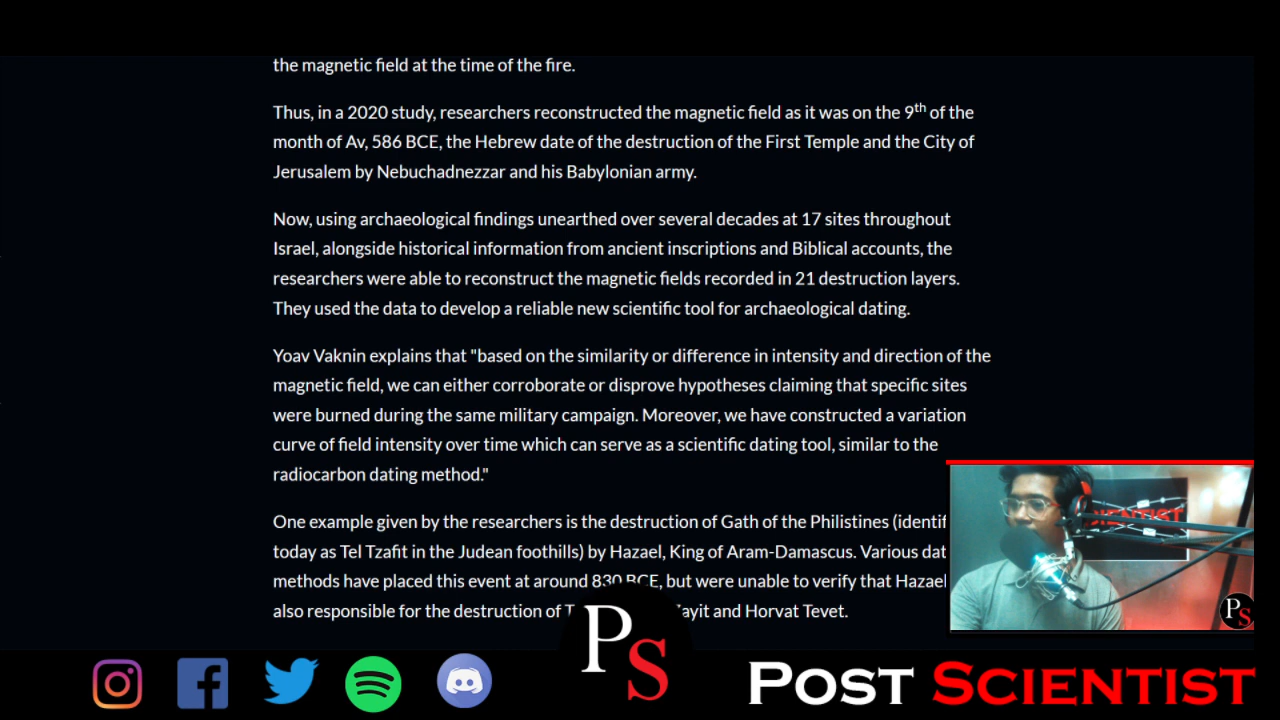 the magnetic field at the time of the fire.
Thus, in a 2020 study, researchers reconstructed the magnetic field as it was on the 9th of the
month of Av, 586 BCE, the Hebrew date of the destruction of the First Temple and the City of
Jerusalem by Nebuchadnezzar and his Babylonian army.
Now, using archaeological findings unearthed over several decades at 17 sites throughout
Israel, alongside historical information from ancient inscriptions and Biblical accounts, the
researchers were able to reconstruct the magnetic fields recorded in 21 destruction layers.
They used the data to develop a reliable new scientific tool for archaeological dating.
Yoav Vaknin explains that "based on the similarity or difference in intensity and direction of the
magnetic field, we can either corroborate or disprove hypotheses claiming that specific sites
were burned during the same military campaign. Moreover, we have constructed a variation
curve of field intensity over time which can serve as a scientific dating tool, similar to the
radiocarbon dating method."
One example given by the researchers is the destruction of Gath of the Philistines (identif
today as Tel Tzafit in the Judean foothills) by Hazael, King of Aram-Damascus. Various dat
methods have placed this event at around 830 BCE, but were unable to verify that Hazael
also responsible for the destruction of T and Horvat Tevet.
PS
PS
POST SCIENTIST